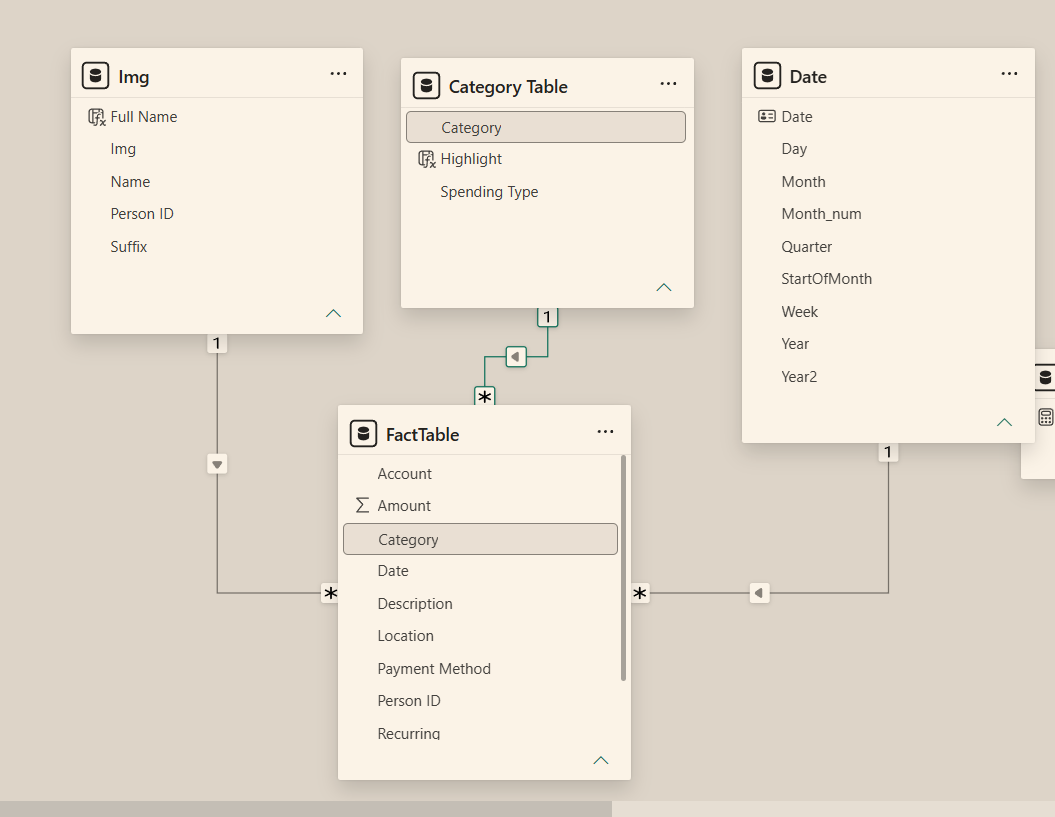 Img
Full Name
Img
Name
Person ID
Suffix
1
Category Table
Category
Highlight
Spending Type
1
*
Date
Date
Day
Month
Month_num
Quarter
StartOfMonth
Week
Year
Year2
1
FactTable
Account
Σ Amount
Category
Date
Description
Location
Payment Method
Person ID
Recurring
*
*